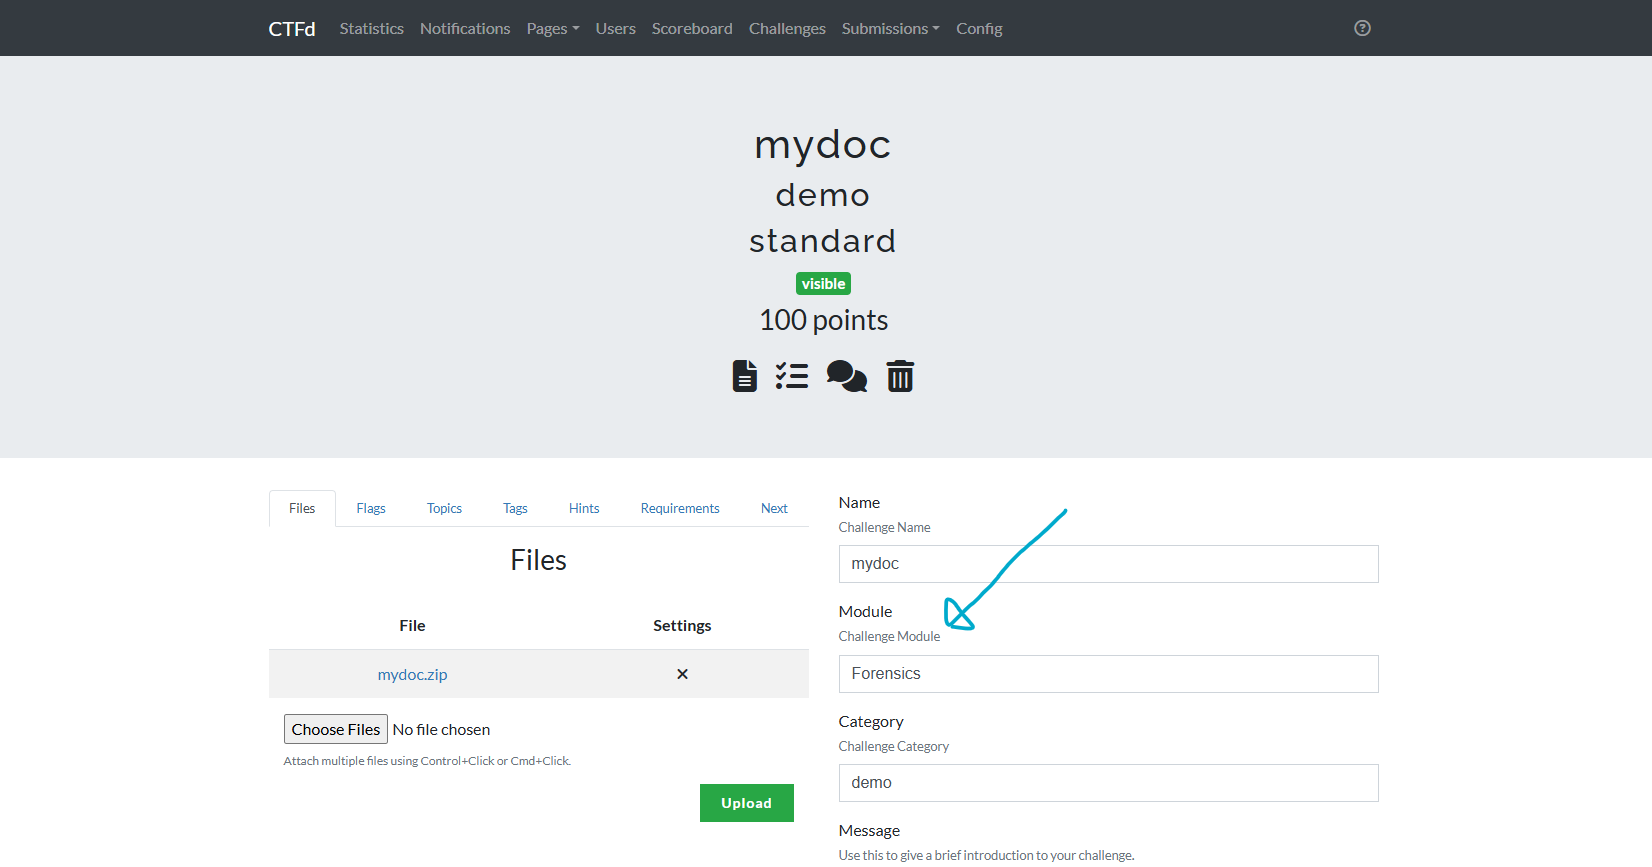 CTFd Statistics Notifications Pages Users Scoreboard Challenges Submissions Config
mydoc
demo
standard
visible
100 points
Files Flags Topics Tags Hints Requirements Next
Files
File Settings
mydoc.zip
Choose Files No file chosen
Attach multiple files using Control+Click or Cmd+Click.
Upload
Name
Challenge Name
mydoc
Module
Challenge Module
Forensics
Category
Challenge Category
demo
Message
Use this to give a brief introduction to your challenge.